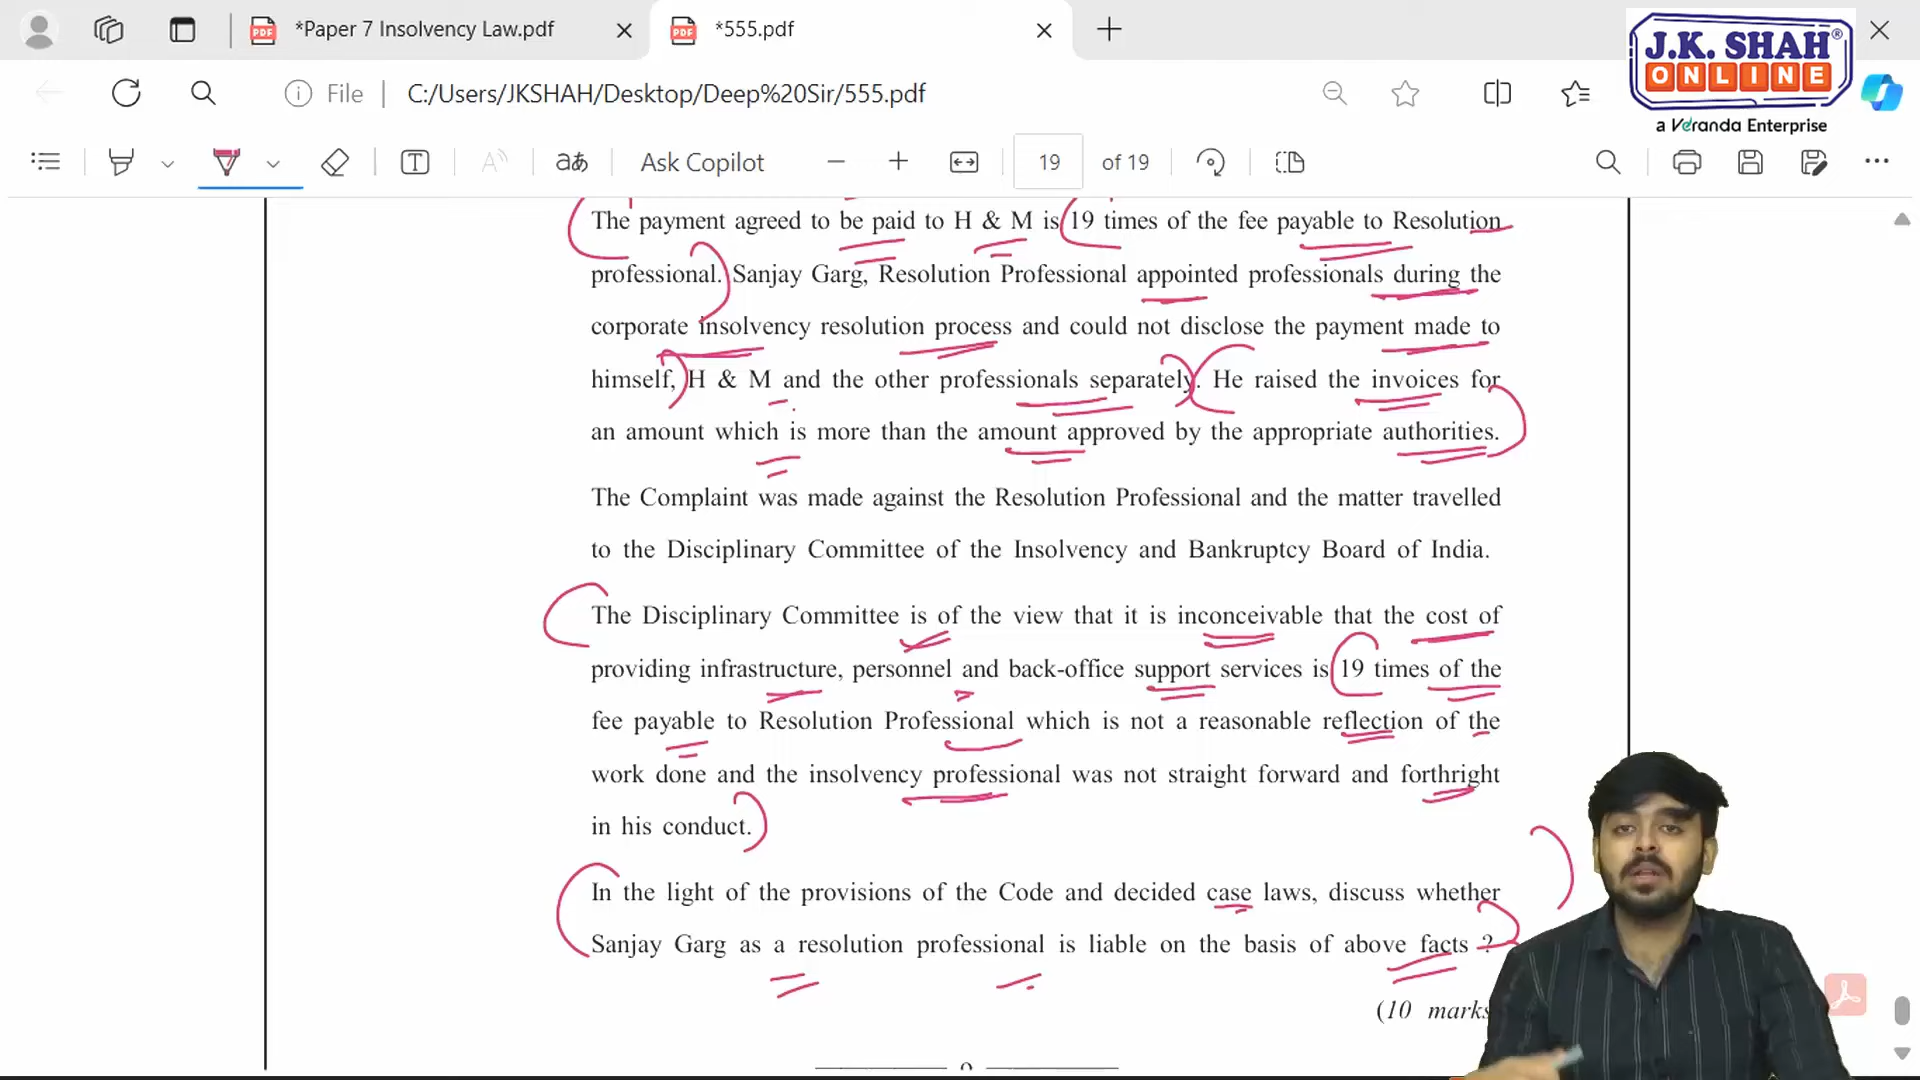 *Paper 7 Insolvency Law.pdf
*555.pdf
J.K. SHAH®
ONLINE
a Veranda Enterprise
File
C:/Users/JKSHAH/Desktop/Deep%20Sir/555.pdf
aあ
Ask Copilot
19
of 19
The payment agreed to be paid to H & M is 19 times of the fee payable to Resolution
professional. Sanjay Garg, Resolution Professional appointed professionals during the
corporate insolvency resolution process and could not disclose the payment made to
himself, H & M and the other professionals separately. He raised the invoices for
an amount which is more than the amount approved by the appropriate authorities.
The Complaint was made against the Resolution Professional and the matter travelled
to the Disciplinary Committee of the Insolvency and Bankruptcy Board of India.
The Disciplinary Committee is of the view that it is inconceivable that the cost of
providing infrastructure, personnel and back-office support services is 19 times of the
fee payable to Resolution Professional which is not a reasonable reflection of the
work done and the insolvency professional was not straight forward and forthright
in his conduct.
In the light of the provisions of the Code and decided case laws, discuss whether
Sanjay Garg as a resolution professional is liable on the basis of above facts ?
(10 marks